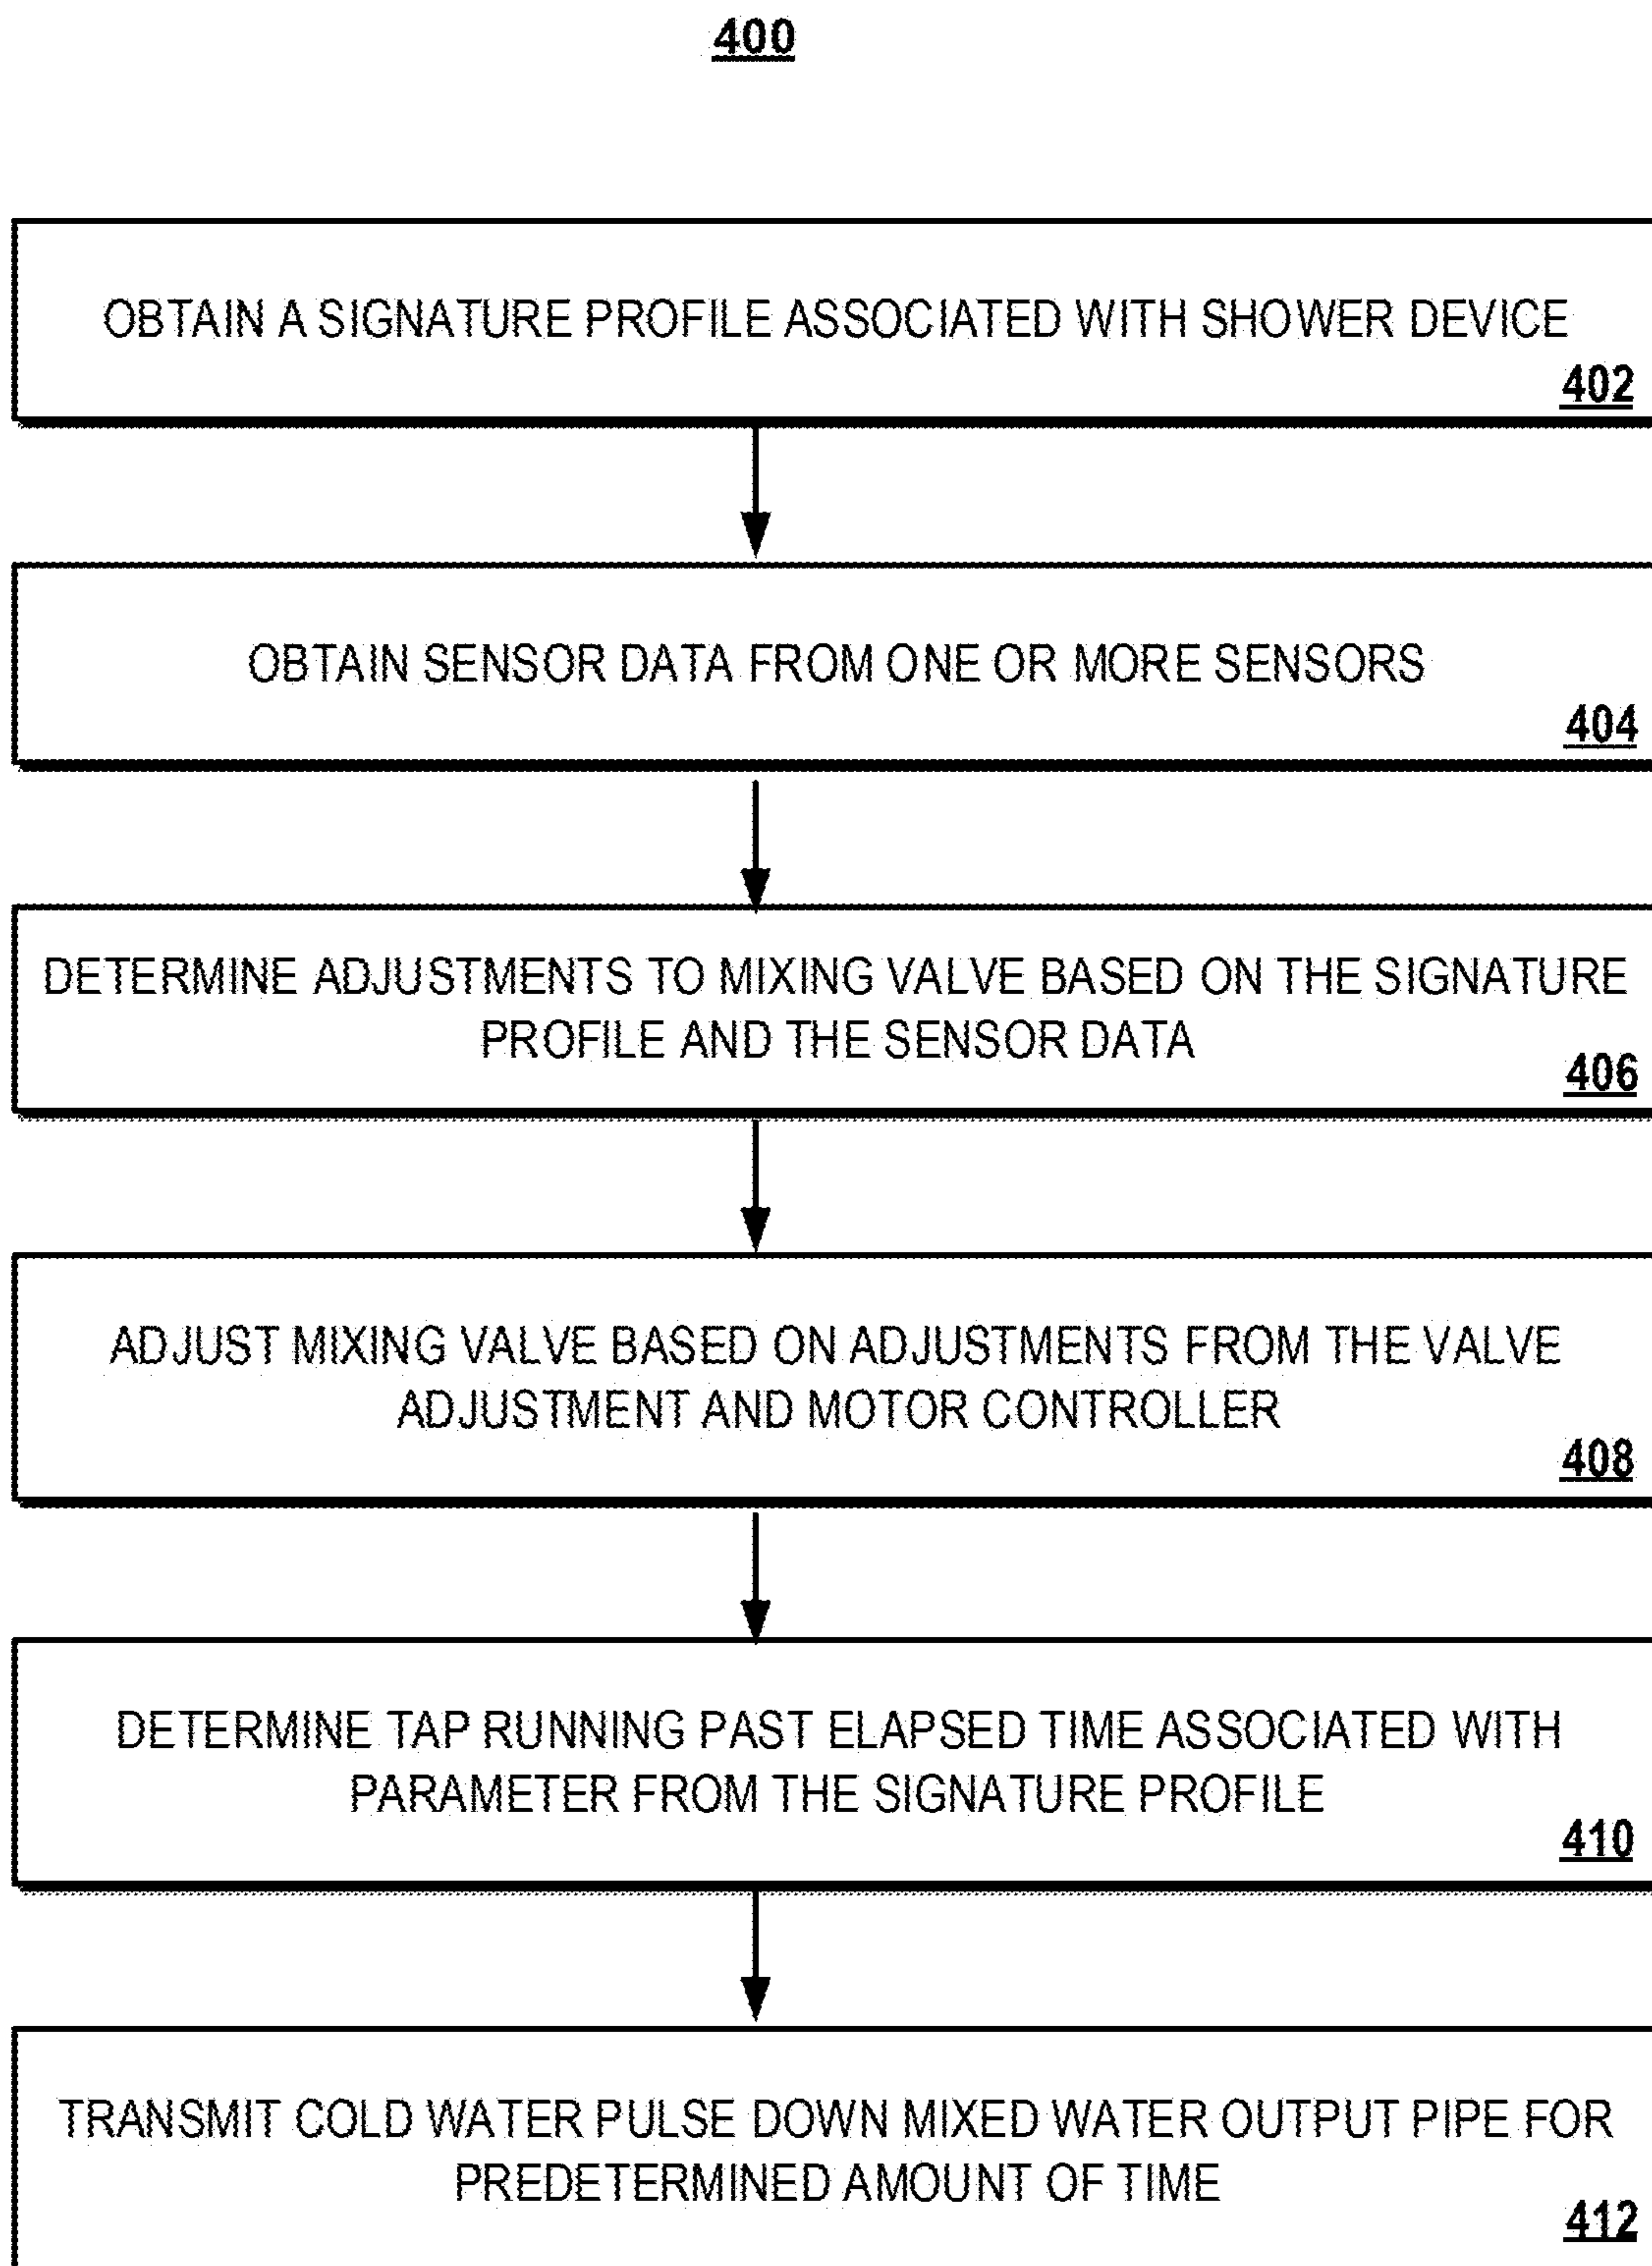 400
OBTAIN A SIGNATURE PROFILE ASSOCIATED WITH SHOWER DEVICE
402
OBTAIN SENSOR DATA FROM ONE OR MORE SENSORS
404
DETERMINE ADJUSTMENTS TO MIXING VALVE BASED ON THE SIGNATURE
PROFILE AND THE SENSOR DATA
406
ADJUST MIXING VALVE BASED ON ADJUSTMENTS FROM THE VALVE
ADJUSTMENT AND MOTOR CONTROLLER
408
DETERMINE TAP RUNNING PAST ELAPSED TIME ASSOCIATED WITH
PARAMETER FROM THE SIGNATURE PROFILE
410
TRANSMIT COLD WATER PULSE DOWN MIXED WATER OUTPUT PIPE FOR
PREDETERMINED AMOUNT OF TIME
412